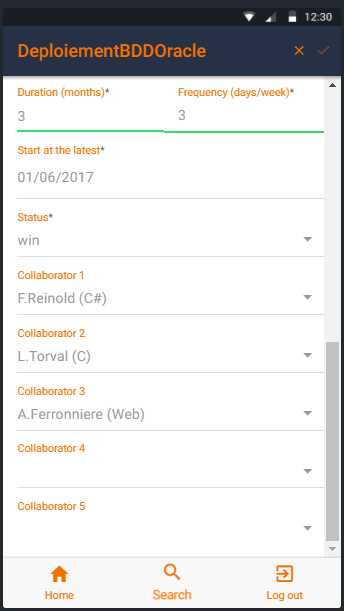 12:30
DeploiementBDDOracle
Duration (months)* Frequency (days/week)*
3 3
Start at the latest*
01/06/2017
Status*
win
Collaborator 1
F.Reinold (C#)
Collaborator 2
L.Torval (C)
Collaborator 3
A.Ferronniere (Web)
Collaborator 4
Collaborator 5
Home Search Log out